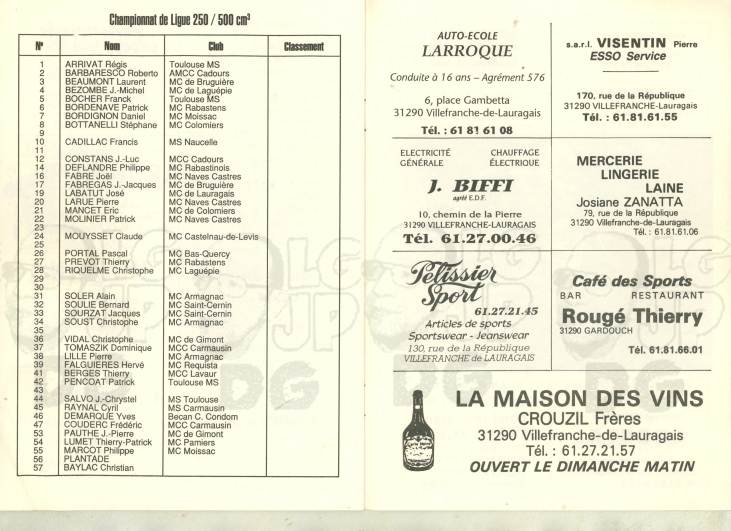 Championnat de Ligue 250 / 500 cm³
N° Nom Club Classement
1 ARRIVAT Régis Toulouse MS
2 BARBARESCO Roberto AMCC Cadours
3 BEAUMONT Laurent MC de Bruguière
4 BEZOMBE J.-Michel MC de Laguépie
5 BOCHER Franck Toulouse MS
6 BORDENAVE Patrick MC Rabastens
7 BORDIGNON Daniel MC Moissac
8 BOTTANELLI Stéphane MC Colomiers
9
10 CADILLAC Francis MS Naucelle
11
12 CONSTANS J.-Luc MCC Cadours
14 DEFLANDRE Philippe MC Rabastinois
16 FABRE Joël MC Naves Castres
17 FABREGAS J.-Jacques MC de Bruguière
19 LABATUT José MC de Lauragais
20 LARUE Pierre MC Naves Castres
21 MANCET Eric MC de Colomiers
22 MOLINIER Patrick MC Naves Castres
23
24 MOUYSSET Claude MC Castelnau-de-Levis
25
26 PORTAL Pascal MC Bas-Quercy
27 PREVOT Thierry MC Rabastens
28 RIQUELME Christophe MC Laguépie
29
30
31 SOLER Alain MC Armagnac
32 SOULIE Bernard MC Saint-Cernin
33 SOURZAT Jacques MC Saint-Cernin
34 SOUST Christophe MC Armagnac
35
36 VIDAL Christophe MC de Gimont
37 TOMASZIK Dominique MCC Carmausin
38 LILLE Pierre MC Armagnac
39 FALGUIERES Hervé MC Requista
41 BERGES Thierry MCC Lavaur
42 PENCOAT Patrick Toulouse MS
43
44 SALVO J.-Chrystel MS Toulouse
45 RAYNAL Cyril MS Carmausin
46 DEMARQUE Yves Becan C. Condom
47 COUDERC Frédéric MCC Carmausin
53 PAUTHE J.-Pierre MC de Gimont
54 LUMET Thierry-Patrick MC Pamiers
55 MARCOT Philippe MC Moissac
56 PLANTADE
57 BAYLAC Christian
AUTO-ECOLE
LARROQUE
Conduite à 16 ans – Agrément 576
6, place Gambetta
31290 Villefranche-de-Lauragais
Tél. : 61 81 61 08
s.a.r.l. VISENTIN Pierre
ESSO Service
170, rue de la République
31290 VILLEFRANCHE-Lauragais
Tél. : 61.81.61.55
ELECTRICITÉ CHAUFFAGE
GÉNÉRALE ÉLECTRIQUE
J. BIFFI
agréé E.D.F.
10, chemin de la Pierre
31290 VILLEFRANCHE-de-LAURAGAIS
Tél. 61.27.00.46
MERCERIE
LINGERIE
LAINE
Josiane ZANATTA
79, rue de la République
31290 Villefranche-de-Lauragais
Tél. : 61.81.61.06
Pélissier
Sport
61.27.21.45
Articles de sports
Sportswear - Jeanswear
130, rue de la République
VILLEFRANCHE de LAURAGAIS
Café des Sports
BAR RESTAURANT
Rougé Thierry
31290 GARDOUCH
Tél. 61.81.66.01
LA MAISON DES VINS
CROUZIL Frères
31290 Villefranche-de-Lauragais
Tél. : 61.27.21.57
OUVERT LE DIMANCHE MATIN